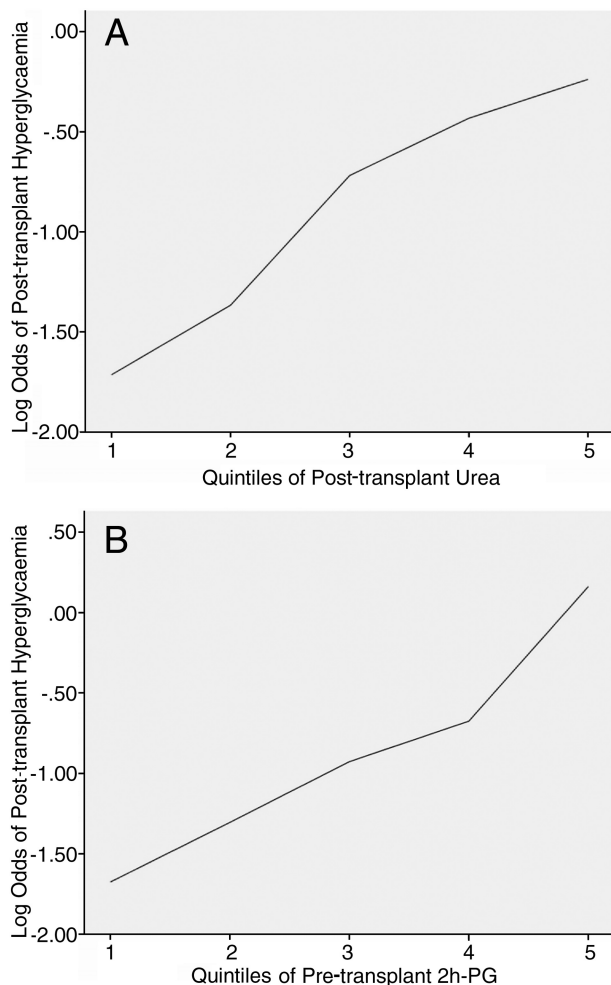 A
Log Odds of Post-transplant Hyperglycaemia
.00
-.50
-1.00
-1.50
-2.00
1 2 3 4 5
Quintiles of Post-transplant Urea
B
Log Odds of Post-transplant Hyperglycaemia
.50
.00
-.50
-1.00
-1.50
-2.00
1 2 3 4 5
Quintiles of Pre-transplant 2h-PG